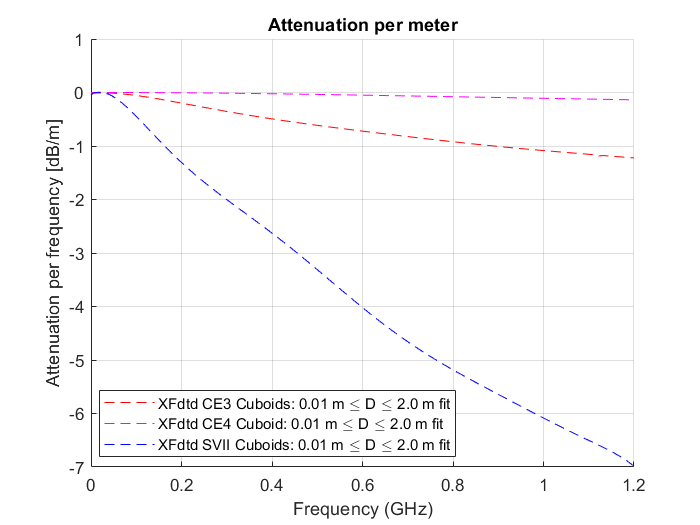 Attenuation per meter
Attenuation per frequency [dB/m]
1
0
-1
-2
-3
-4
-5
-6
-7
XFdtd CE3 Cuboids: 0.01 m ≤ D ≤ 2.0 m fit
XFdtd CE4 Cuboid: 0.01 m ≤ D ≤ 2.0 m fit
XFdtd SVII Cuboids: 0.01 m ≤ D ≤ 2.0 m fit
0 0.2 0.4 0.6 0.8 1 1.2
Frequency (GHz)